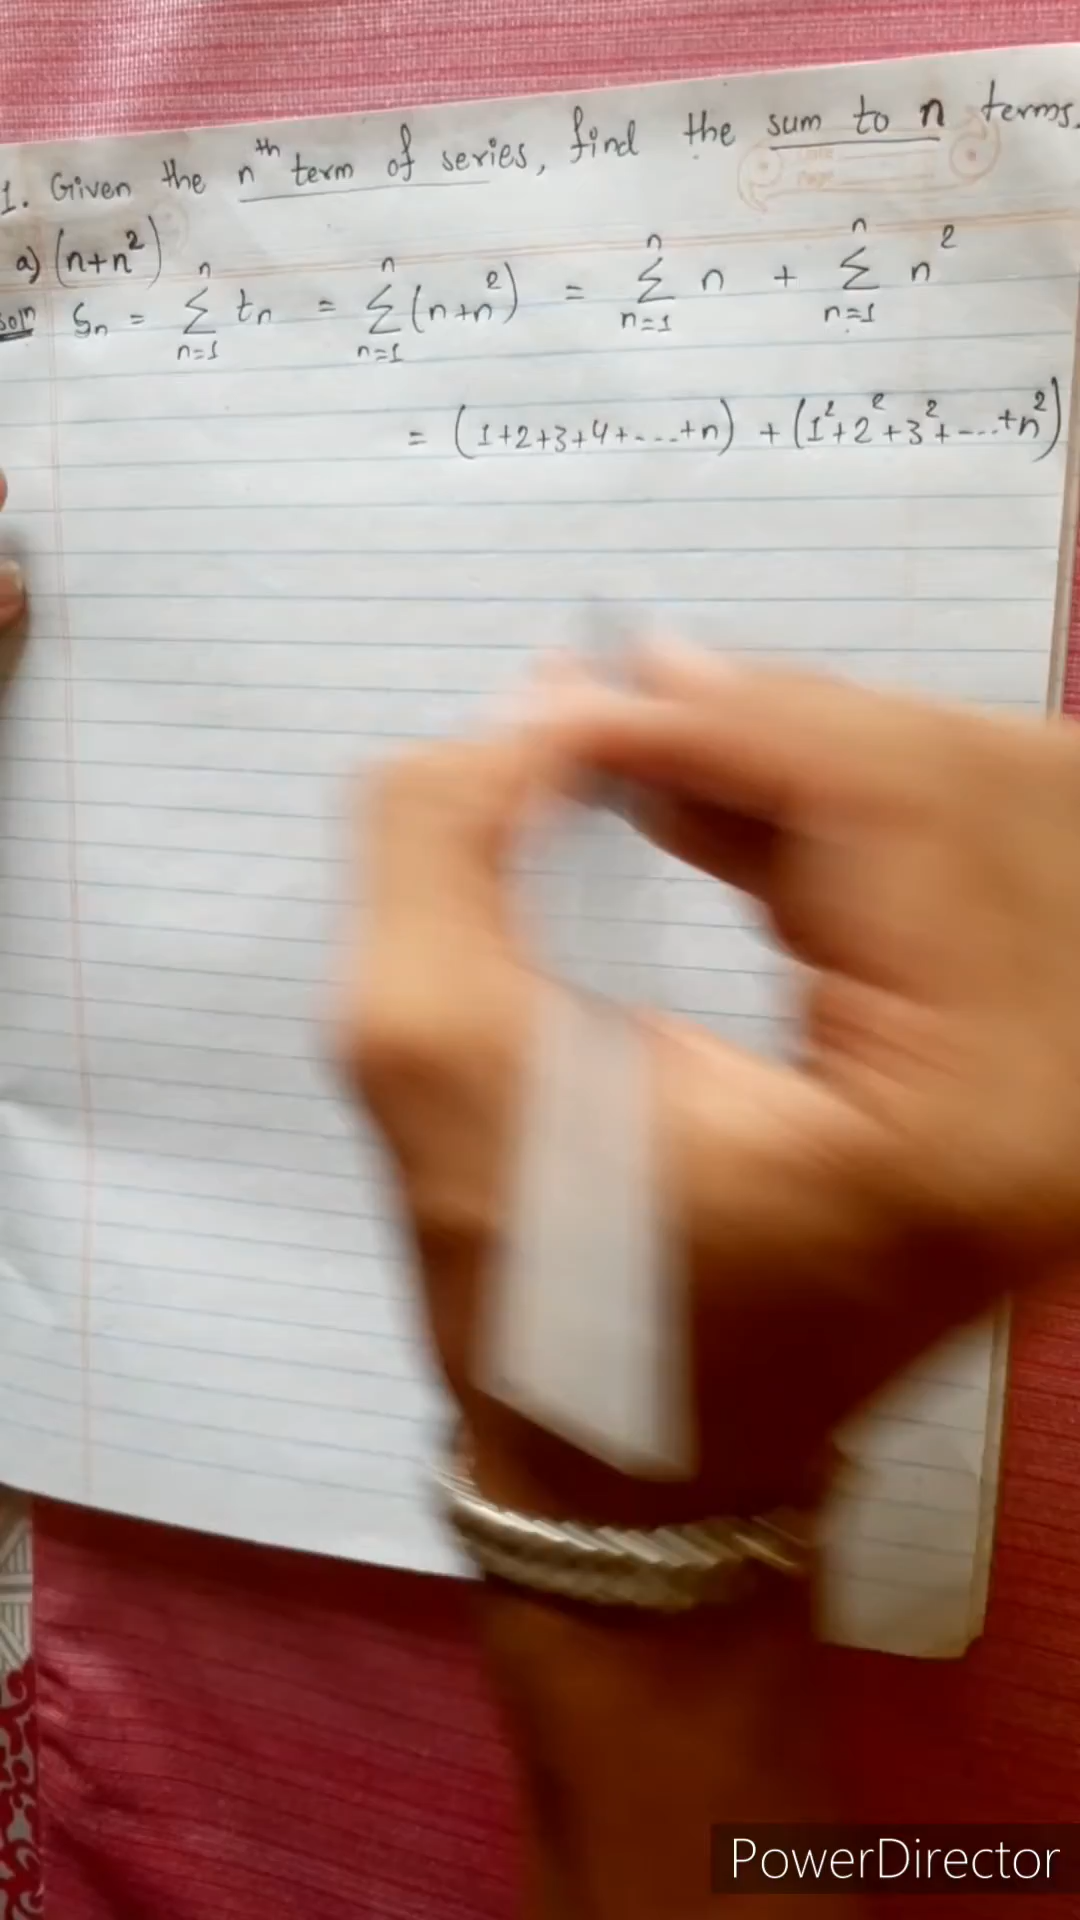 1. Given the nth term of series, find the sum to n terms.
a) (n+n²)
Soln Sn = n Σ n=1 tn = n Σ n=1 (n+n²) = n Σ n=1 n + n Σ n=1 n²
= (1+2+3+4+....+n) + (1²+2²+3²+....+n²)
PowerDirector